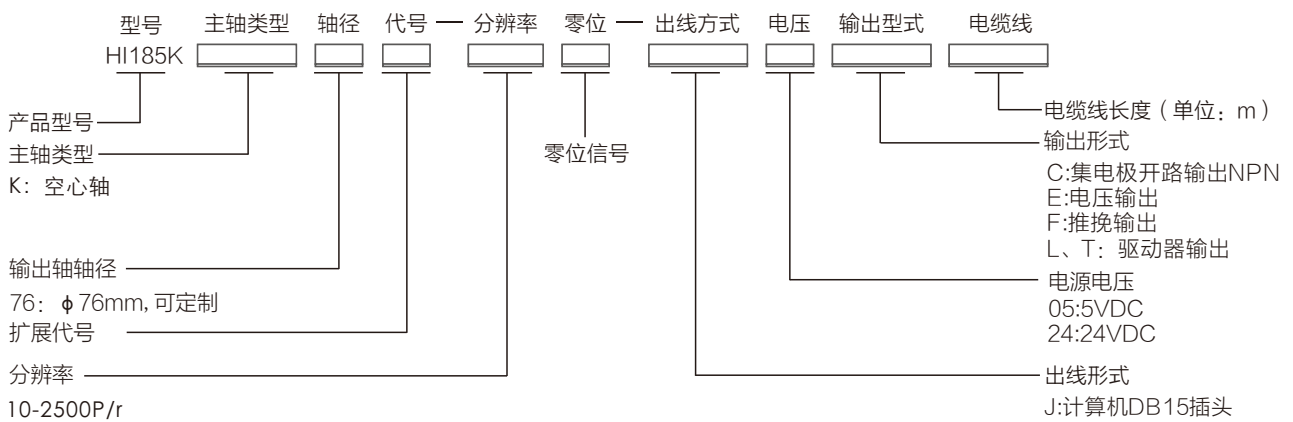 型号 主轴类型 轴径 代号 — 分辨率 零位 — 出线方式 电压 输出型式 电缆线
HI185K
产品型号
主轴类型
K：空心轴
输出轴轴径
76：ϕ76mm,可定制
扩展代号
分辨率
10-2500P/r
零位信号
电缆线长度（单位：m）
输出形式
C:集电极开路输出NPN
E:电压输出
F:推挽输出
L、T：驱动器输出
电源电压
05:5VDC
24:24VDC
出线形式
J:计算机DB15插头